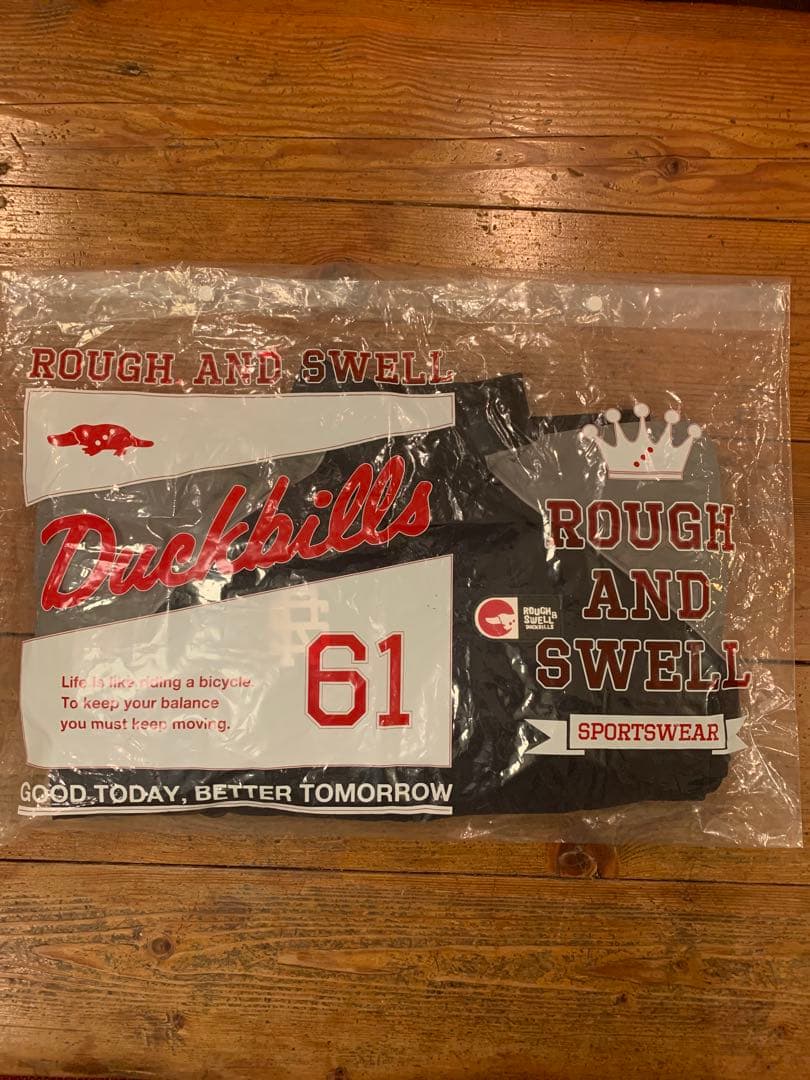 ROUGH AND SWELL
Duckbills
61
Life is like riding a bicycle.
To keep your balance
you must keep moving.
GOOD TODAY, BETTER TOMORROW
ROUGH
AND
SWELL
SPORTSWEAR
ROUGH &
SWELL
DUCKBILLS